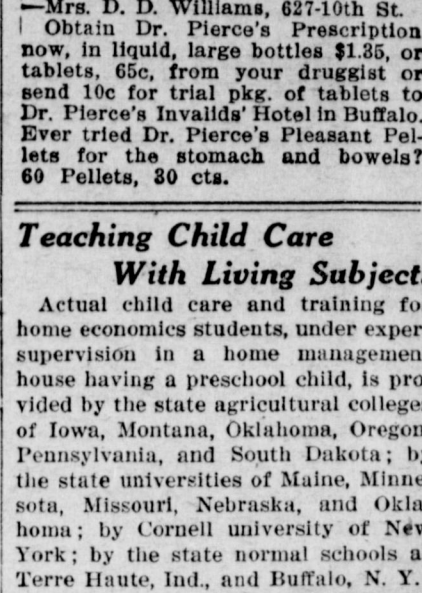 —Mrs. D. D. Williams, 627-10th St.
Obtain Dr. Pierce's Prescription
now, in liquid, large bottles $1.35, or
tablets, 65c, from your druggist or
send 10c for trial pkg. of tablets to
Dr. Pierce's Invalids' Hotel in Buffalo.
Ever tried Dr. Pierce's Pleasant Pel-
lets for the stomach and bowels?
60 Pellets, 30 cts.
Teaching Child Care
With Living Subject
Actual child care and training fo
home economics students, under exper
supervision in a home managemen
house having a preschool child, is pro
vided by the state agricultural college
of Iowa, Montana, Oklahoma, Oregon
Pennsylvania, and South Dakota; b
the state universities of Maine, Minne
sota, Missouri, Nebraska, and Okla
homa; by Cornell university of New
York; by the state normal schools a
Terre Haute, Ind., and Buffalo, N. Y.